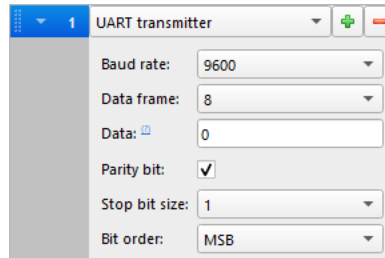 1 UART transmitter
Baud rate: 9600
Data frame: 8
Data: 0
Parity bit:
Stop bit size: 1
Bit order: MSB